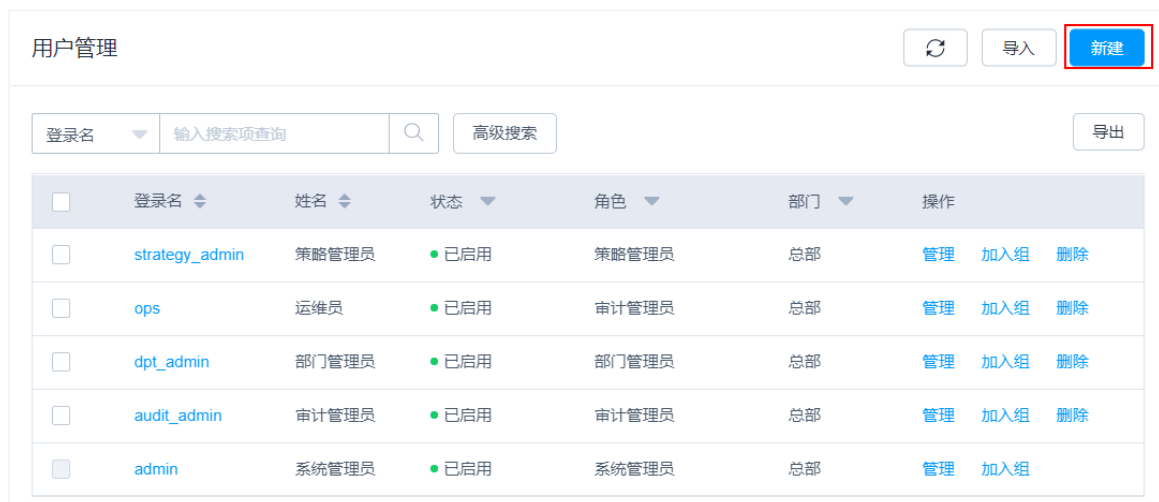 用户管理 导入 新建
登录名 输入搜索项查询 高级搜索 导出
登录名 姓名 状态 角色 部门 操作
strategy_admin 策略管理员 已启用 策略管理员 总部 管理 加入组 删除
ops 运维员 已启用 审计管理员 总部 管理 加入组 删除
dpt_admin 部门管理员 已启用 部门管理员 总部 管理 加入组 删除
audit_admin 审计管理员 已启用 审计管理员 总部 管理 加入组 删除
admin 系统管理员 已启用 系统管理员 总部 管理 加入组